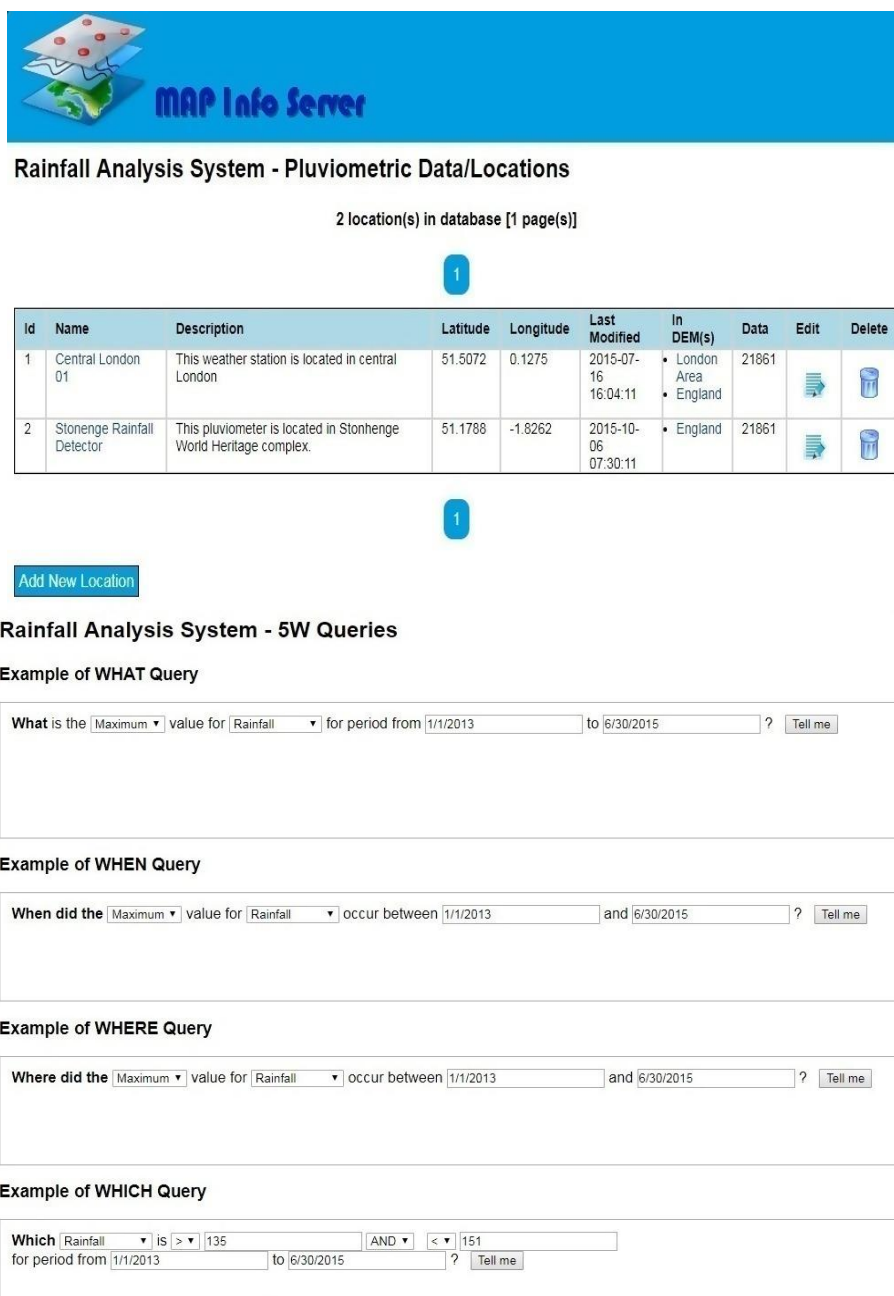 MAP Info Server
Rainfall Analysis System - Pluviometric Data/Locations
2 location(s) in database [1 page(s)]
1
Id Name Description Latitude Longitude Last Modified In DEM(s) Data Edit Delete
1 Central London 01 This weather station is located in central London 51.5072 0.1275 2015-07-16 16:04:11 • London Area • England 21861
2 Stonenge Rainfall Detector This pluviometer is located in Stonhenge World Heritage complex. 51.1788 -1.8262 2015-10-06 07:30:11 • England 21861
1
Add New Location
Rainfall Analysis System - 5W Queries
Example of WHAT Query
What is the Maximum ▾ value for Rainfall ▾ for period from 1/1/2013 to 6/30/2015 ? Tell me
Example of WHEN Query
When did the Maximum ▾ value for Rainfall ▾ occur between 1/1/2013 and 6/30/2015 ? Tell me
Example of WHERE Query
Where did the Maximum ▾ value for Rainfall ▾ occur between 1/1/2013 and 6/30/2015 ? Tell me
Example of WHICH Query
Which Rainfall ▾ is > ▾ 135 AND ▾ < ▾ 151
for period from 1/1/2013 to 6/30/2015 ? Tell me